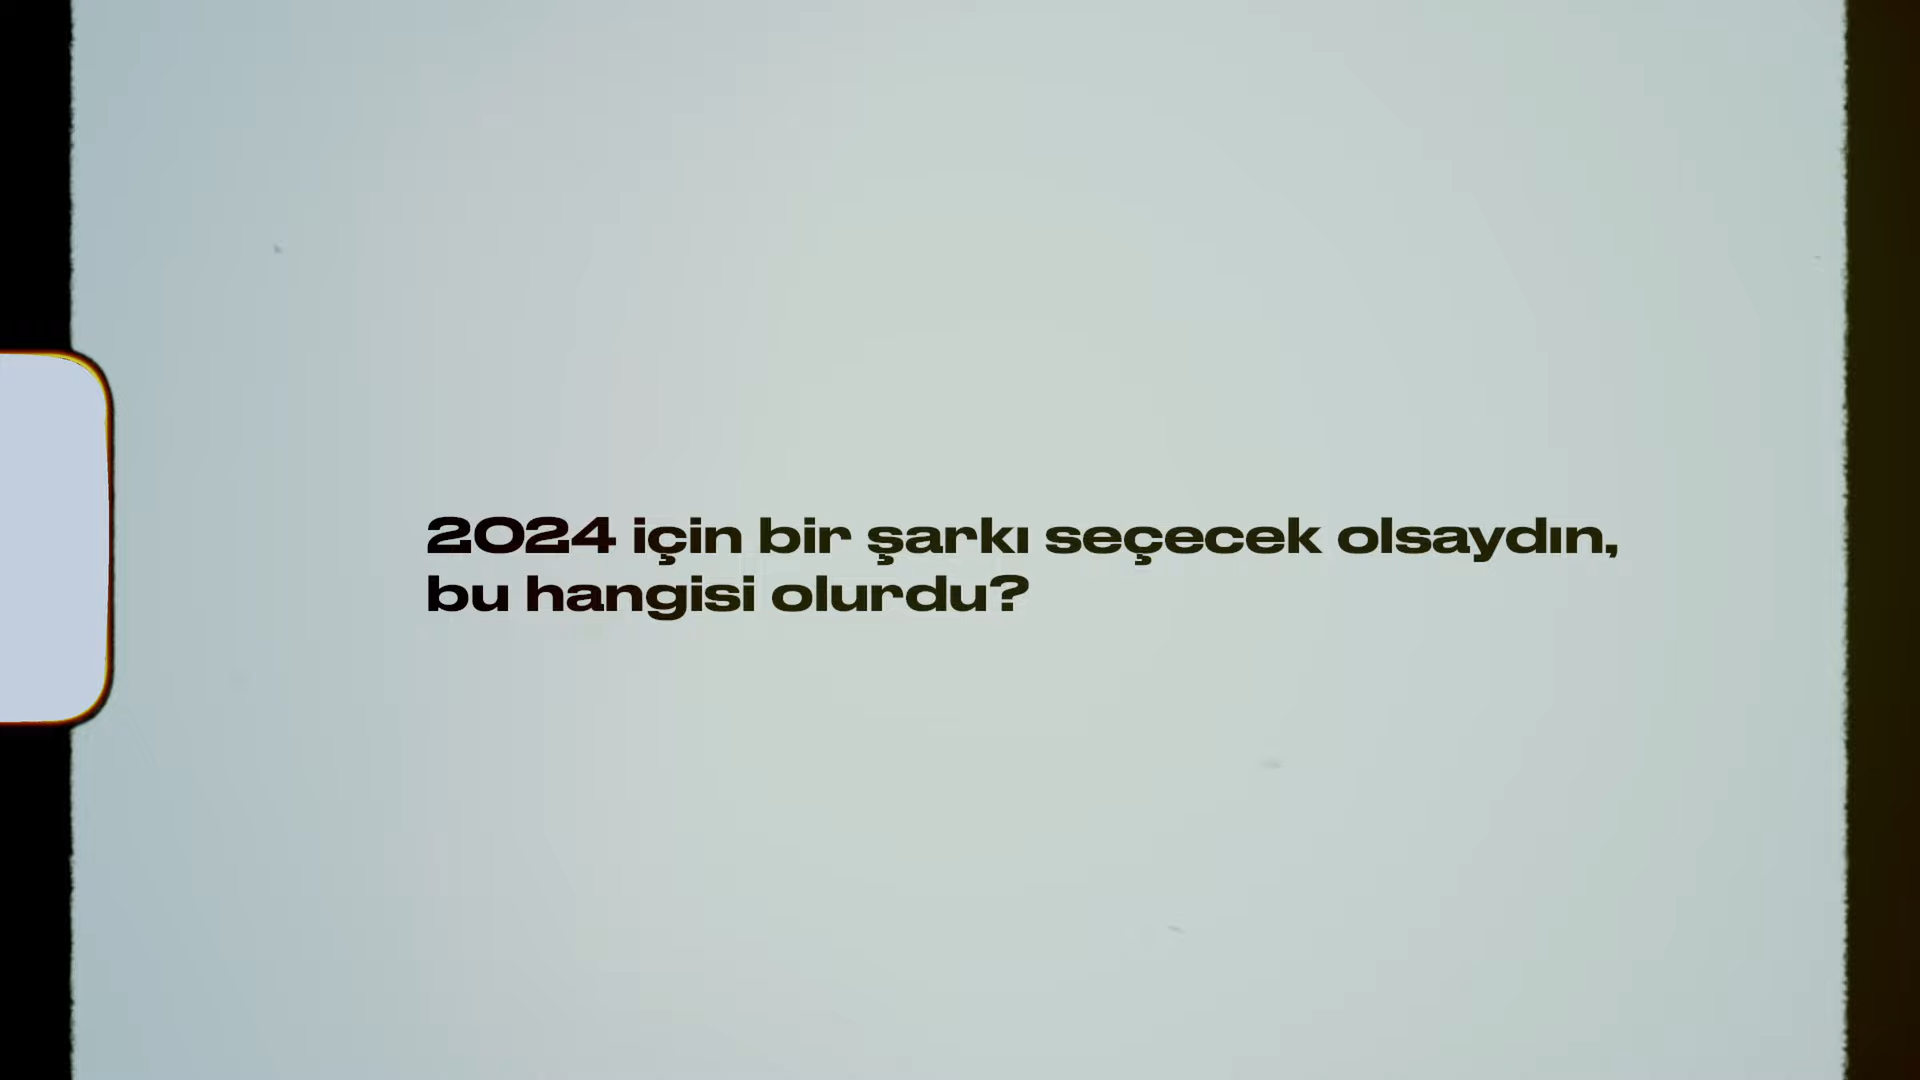 2024 için bir şarkı seçecek olsaydın,
bu hangisi olurdu?